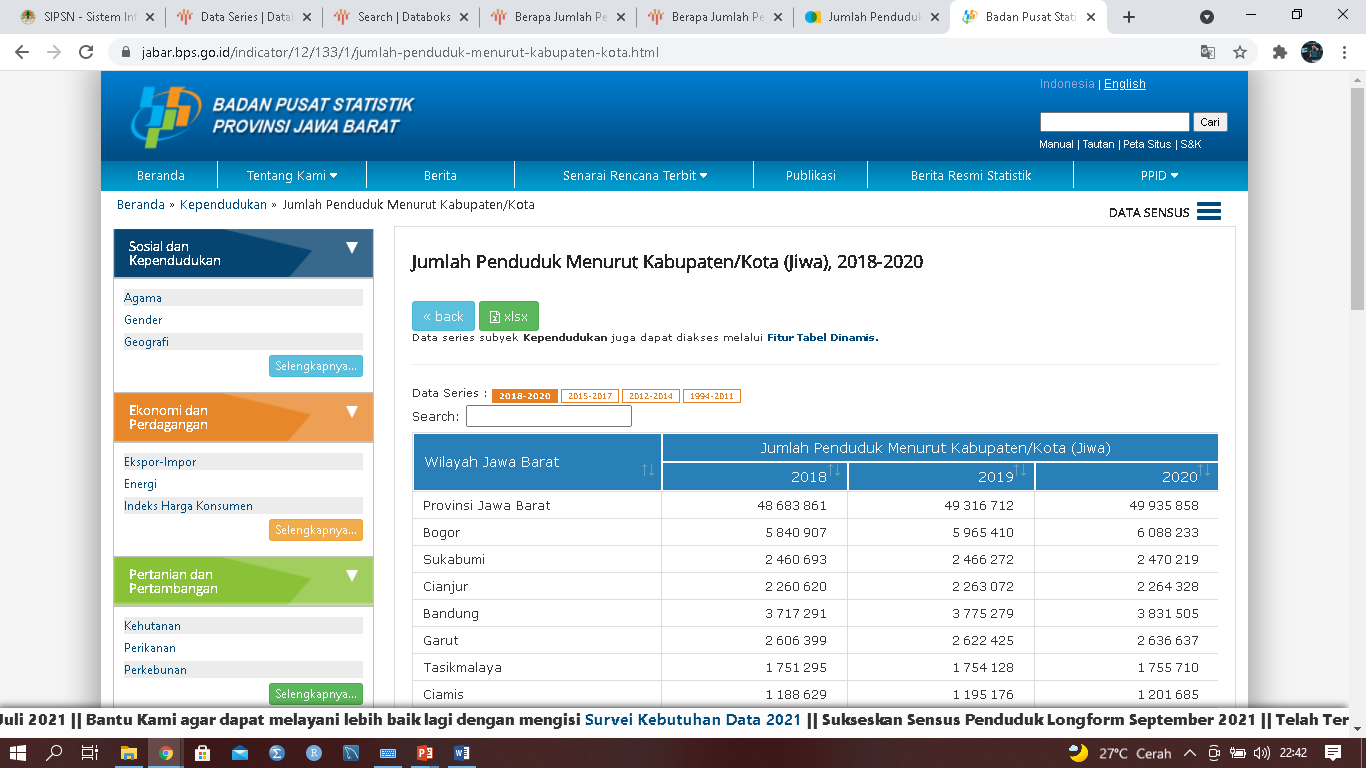 SIPSN - Sistem Inf
Data Series | Datab
Search | Databoks
Berapa Jumlah Pe
Berapa Jumlah Pe
Jumlah Penduduk
Badan Pusat Stati
jabar.bps.go.id/indicator/12/133/1/jumlah-penduduk-menurut-kabupaten-kota.html
Indonesia | English
BADAN PUSAT STATISTIK
PROVINSI JAWA BARAT
Cari
Manual | Tautan | Peta Situs | S&K
Beranda Tentang Kami Berita Senarai Rencana Terbit Publikasi Berita Resmi Statistik PPID
Beranda » Kependudukan » Jumlah Penduduk Menurut Kabupaten/Kota
DATA SENSUS
Sosial dan
Kependudukan
Agama
Gender
Geografi
Selengkapnya...
Ekonomi dan
Perdagangan
Ekspor-Impor
Energi
Indeks Harga Konsumen
Selengkapnya...
Pertanian dan
Pertambangan
Kehutanan
Perikanan
Perkebunan
Selengkapnya...
Jumlah Penduduk Menurut Kabupaten/Kota (Jiwa), 2018-2020
« back xlsx
Data series subyek Kependudukan juga dapat diakses melalui Fitur Tabel Dinamis.
Data Series : 2018-2020 2015-2017 2012-2014 1994-2011
Search:
Wilayah Jawa Barat Jumlah Penduduk Menurut Kabupaten/Kota (Jiwa)
2018 2019 2020
Provinsi Jawa Barat 48 683 861 49 316 712 49 935 858
Bogor 5 840 907 5 965 410 6 088 233
Sukabumi 2 460 693 2 466 272 2 470 219
Cianjur 2 260 620 2 263 072 2 264 328
Bandung 3 717 291 3 775 279 3 831 505
Garut 2 606 399 2 622 425 2 636 637
Tasikmalaya 1 751 295 1 754 128 1 755 710
Ciamis 1 188 629 1 195 176 1 201 685
Juli 2021 || Bantu Kami agar dapat melayani lebih baik lagi dengan mengisi Survei Kebutuhan Data 2021 || Sukseskan Sensus Penduduk Longform September 2021 || Telah Ter
27°C Cerah 22:42